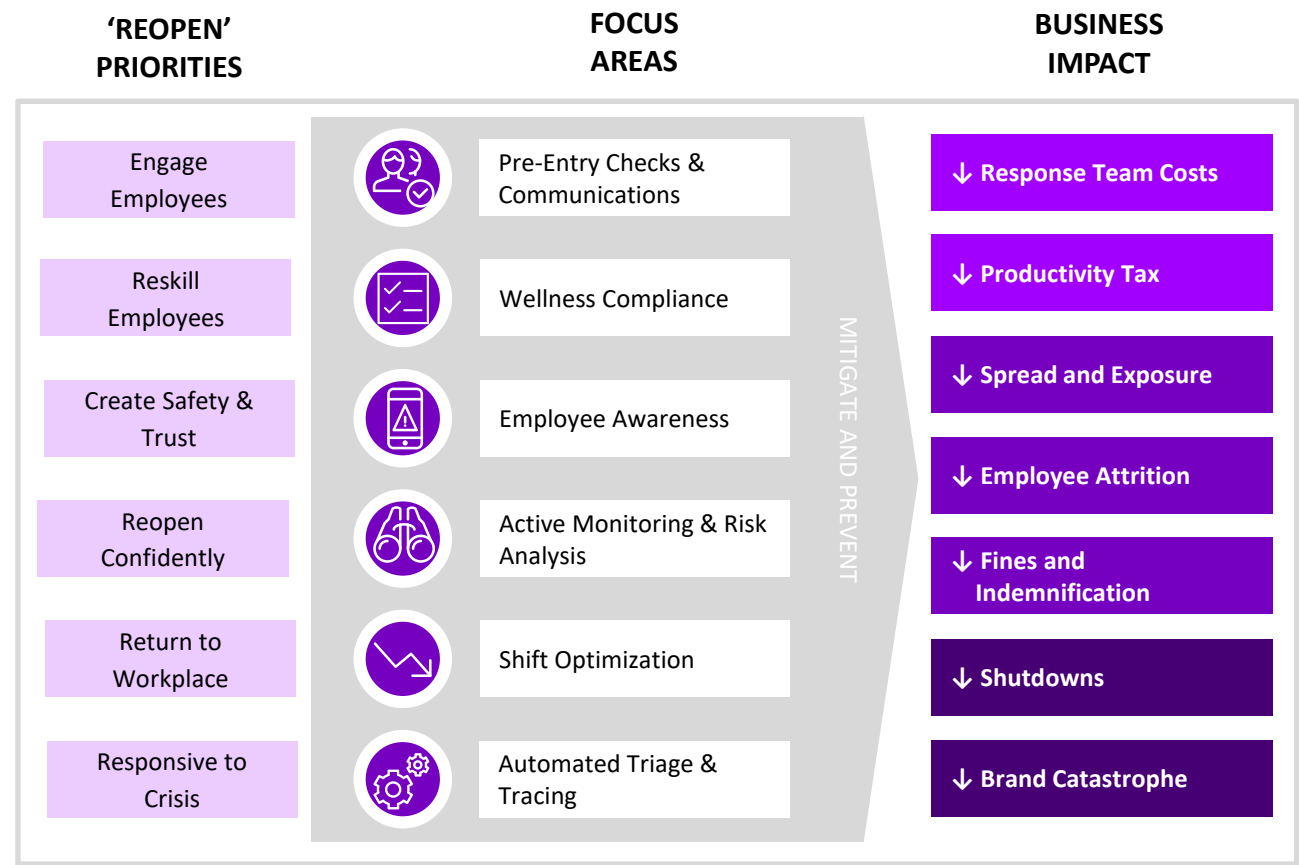 ‘REOPEN’
PRIORITIES
FOCUS
AREAS
BUSINESS
IMPACT
Engage
Employees
Reskill
Employees
Create Safety &
Trust
Reopen
Confidently
Return to
Workplace
Responsive to
Crisis
Pre-Entry Checks &
Communications
Wellness Compliance
Employee Awareness
Active Monitoring & Risk
Analysis
Shift Optimization
Automated Triage &
Tracing
MITIGATE AND PREVENT
↓ Response Team Costs
↓ Productivity Tax
↓ Spread and Exposure
↓ Employee Attrition
↓ Fines and
Indemnification
↓ Shutdowns
↓ Brand Catastrophe